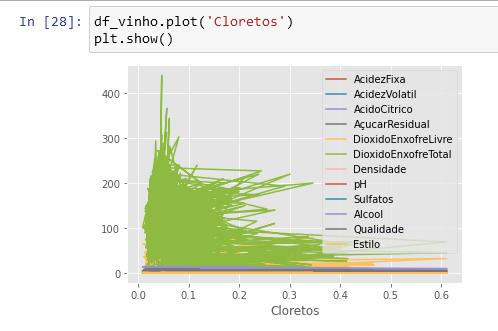 In [28]: df_vinho.plot('Cloretos')
plt.show()
400
300
200
100
0
AcidezFixa
AcidezVolatil
AcidoCitrico
AçucarResidual
DioxidoEnxofreLivre
DioxidoEnxofreTotal
Densidade
pH
Sulfatos
Alcool
Qualidade
Estilo
0.0 0.1 0.2 0.3 0.4 0.5 0.6
Cloretos